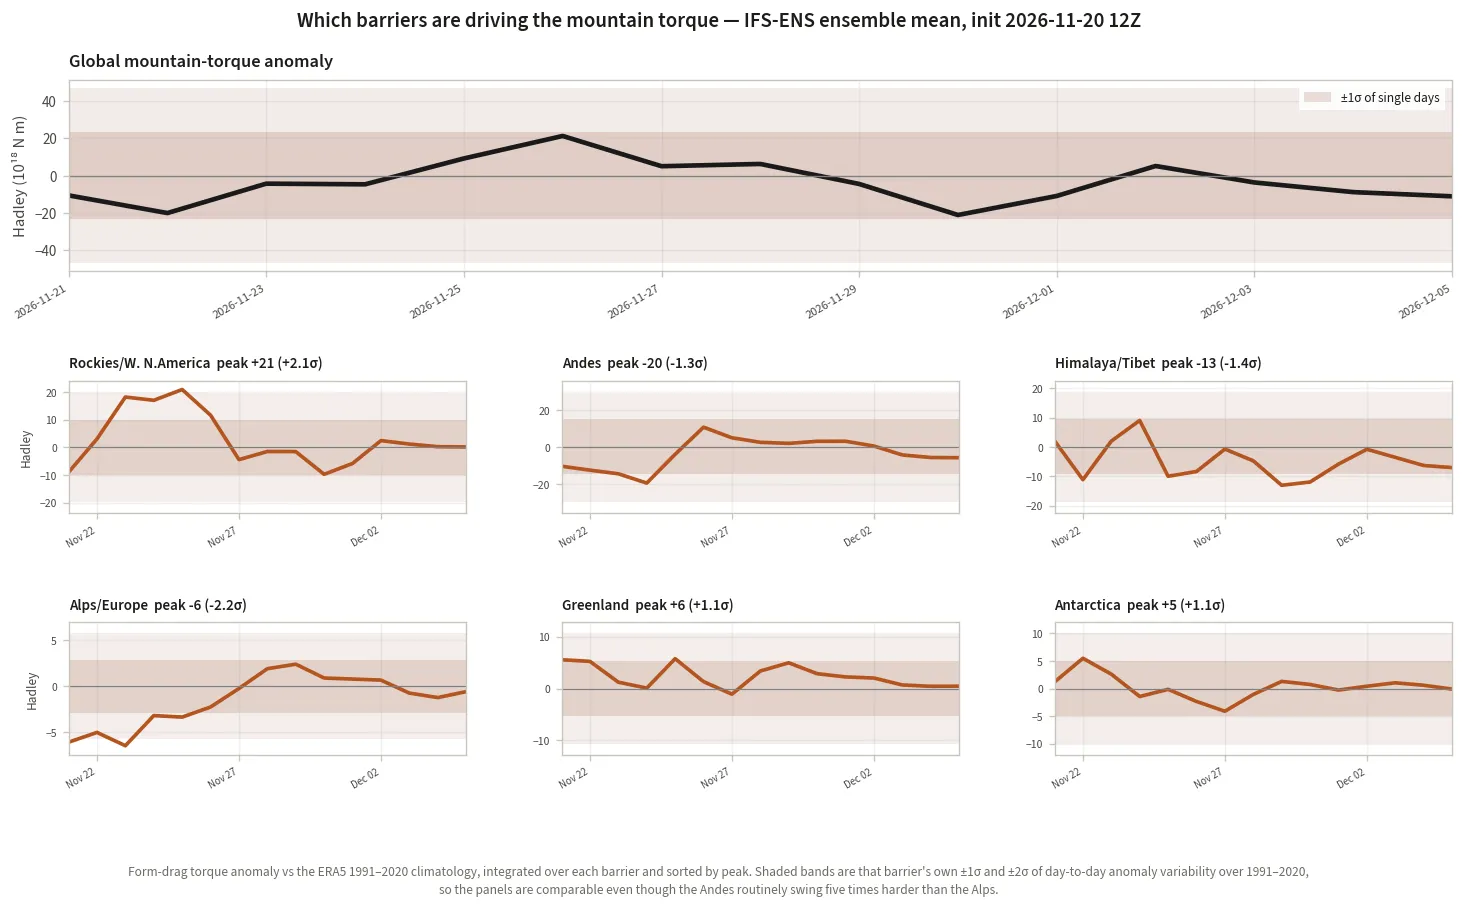 Which barriers are driving the mountain torque — IFS-ENS ensemble mean, init 2026-11-20 12Z
Global mountain-torque anomaly
±1σ of single days
Hadley (10¹⁸ N m)
40
20
0
−20
−40
2026-11-21
2026-11-23
2026-11-25
2026-11-27
2026-11-29
2026-12-01
2026-12-03
2026-12-05
Rockies/W. N.America peak +21 (+2.1σ)
Hadley
20
10
0
−10
−20
Nov 22
Nov 27
Dec 02
Andes peak -20 (-1.3σ)
20
0
−20
Nov 22
Nov 27
Dec 02
Himalaya/Tibet peak -13 (-1.4σ)
20
10
0
−10
−20
Nov 22
Nov 27
Dec 02
Alps/Europe peak -6 (-2.2σ)
Hadley
5
0
−5
Nov 22
Nov 27
Dec 02
Greenland peak +6 (+1.1σ)
10
0
−10
Nov 22
Nov 27
Dec 02
Antarctica peak +5 (+1.1σ)
10
5
0
−5
−10
Nov 22
Nov 27
Dec 02
Form-drag torque anomaly vs the ERA5 1991–2020 climatology, integrated over each barrier and sorted by peak. Shaded bands are that barrier's own ±1σ and ±2σ of day-to-day anomaly variability over 1991–2020,
so the panels are comparable even though the Andes routinely swing five times harder than the Alps.